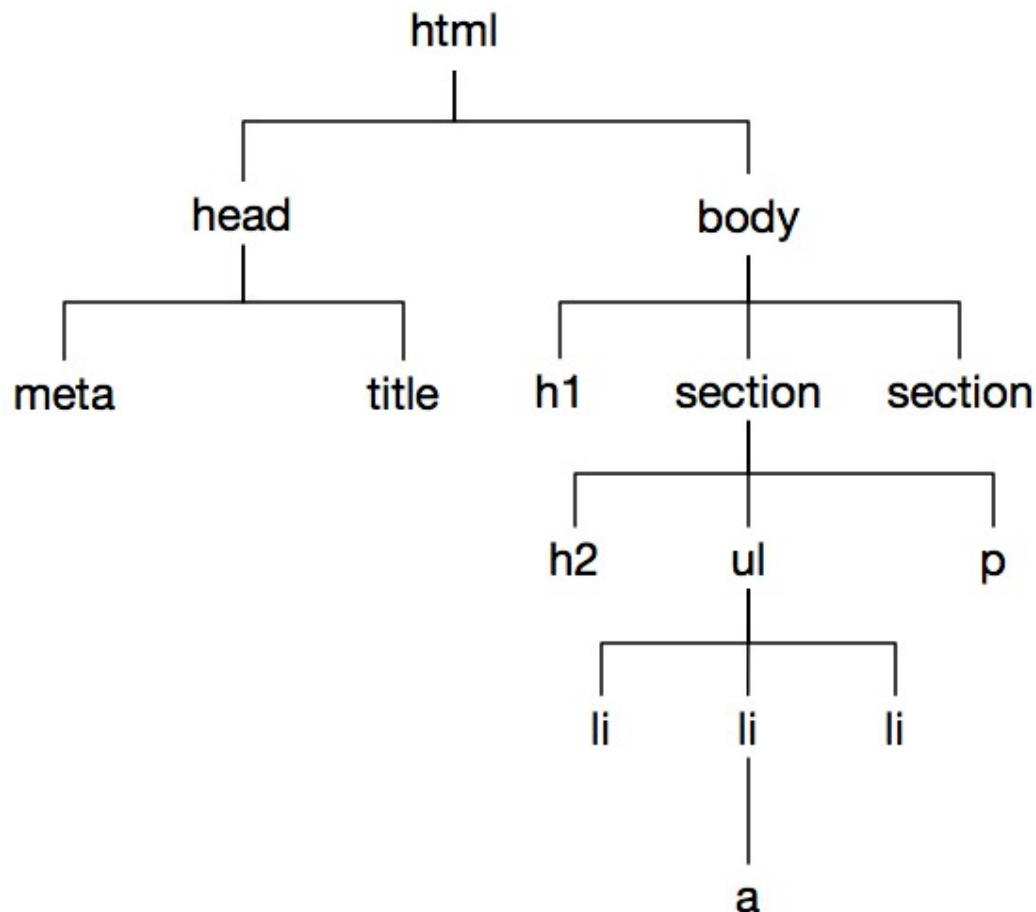 html
head body
meta title h1 section section
h2 ul p
li li li
a